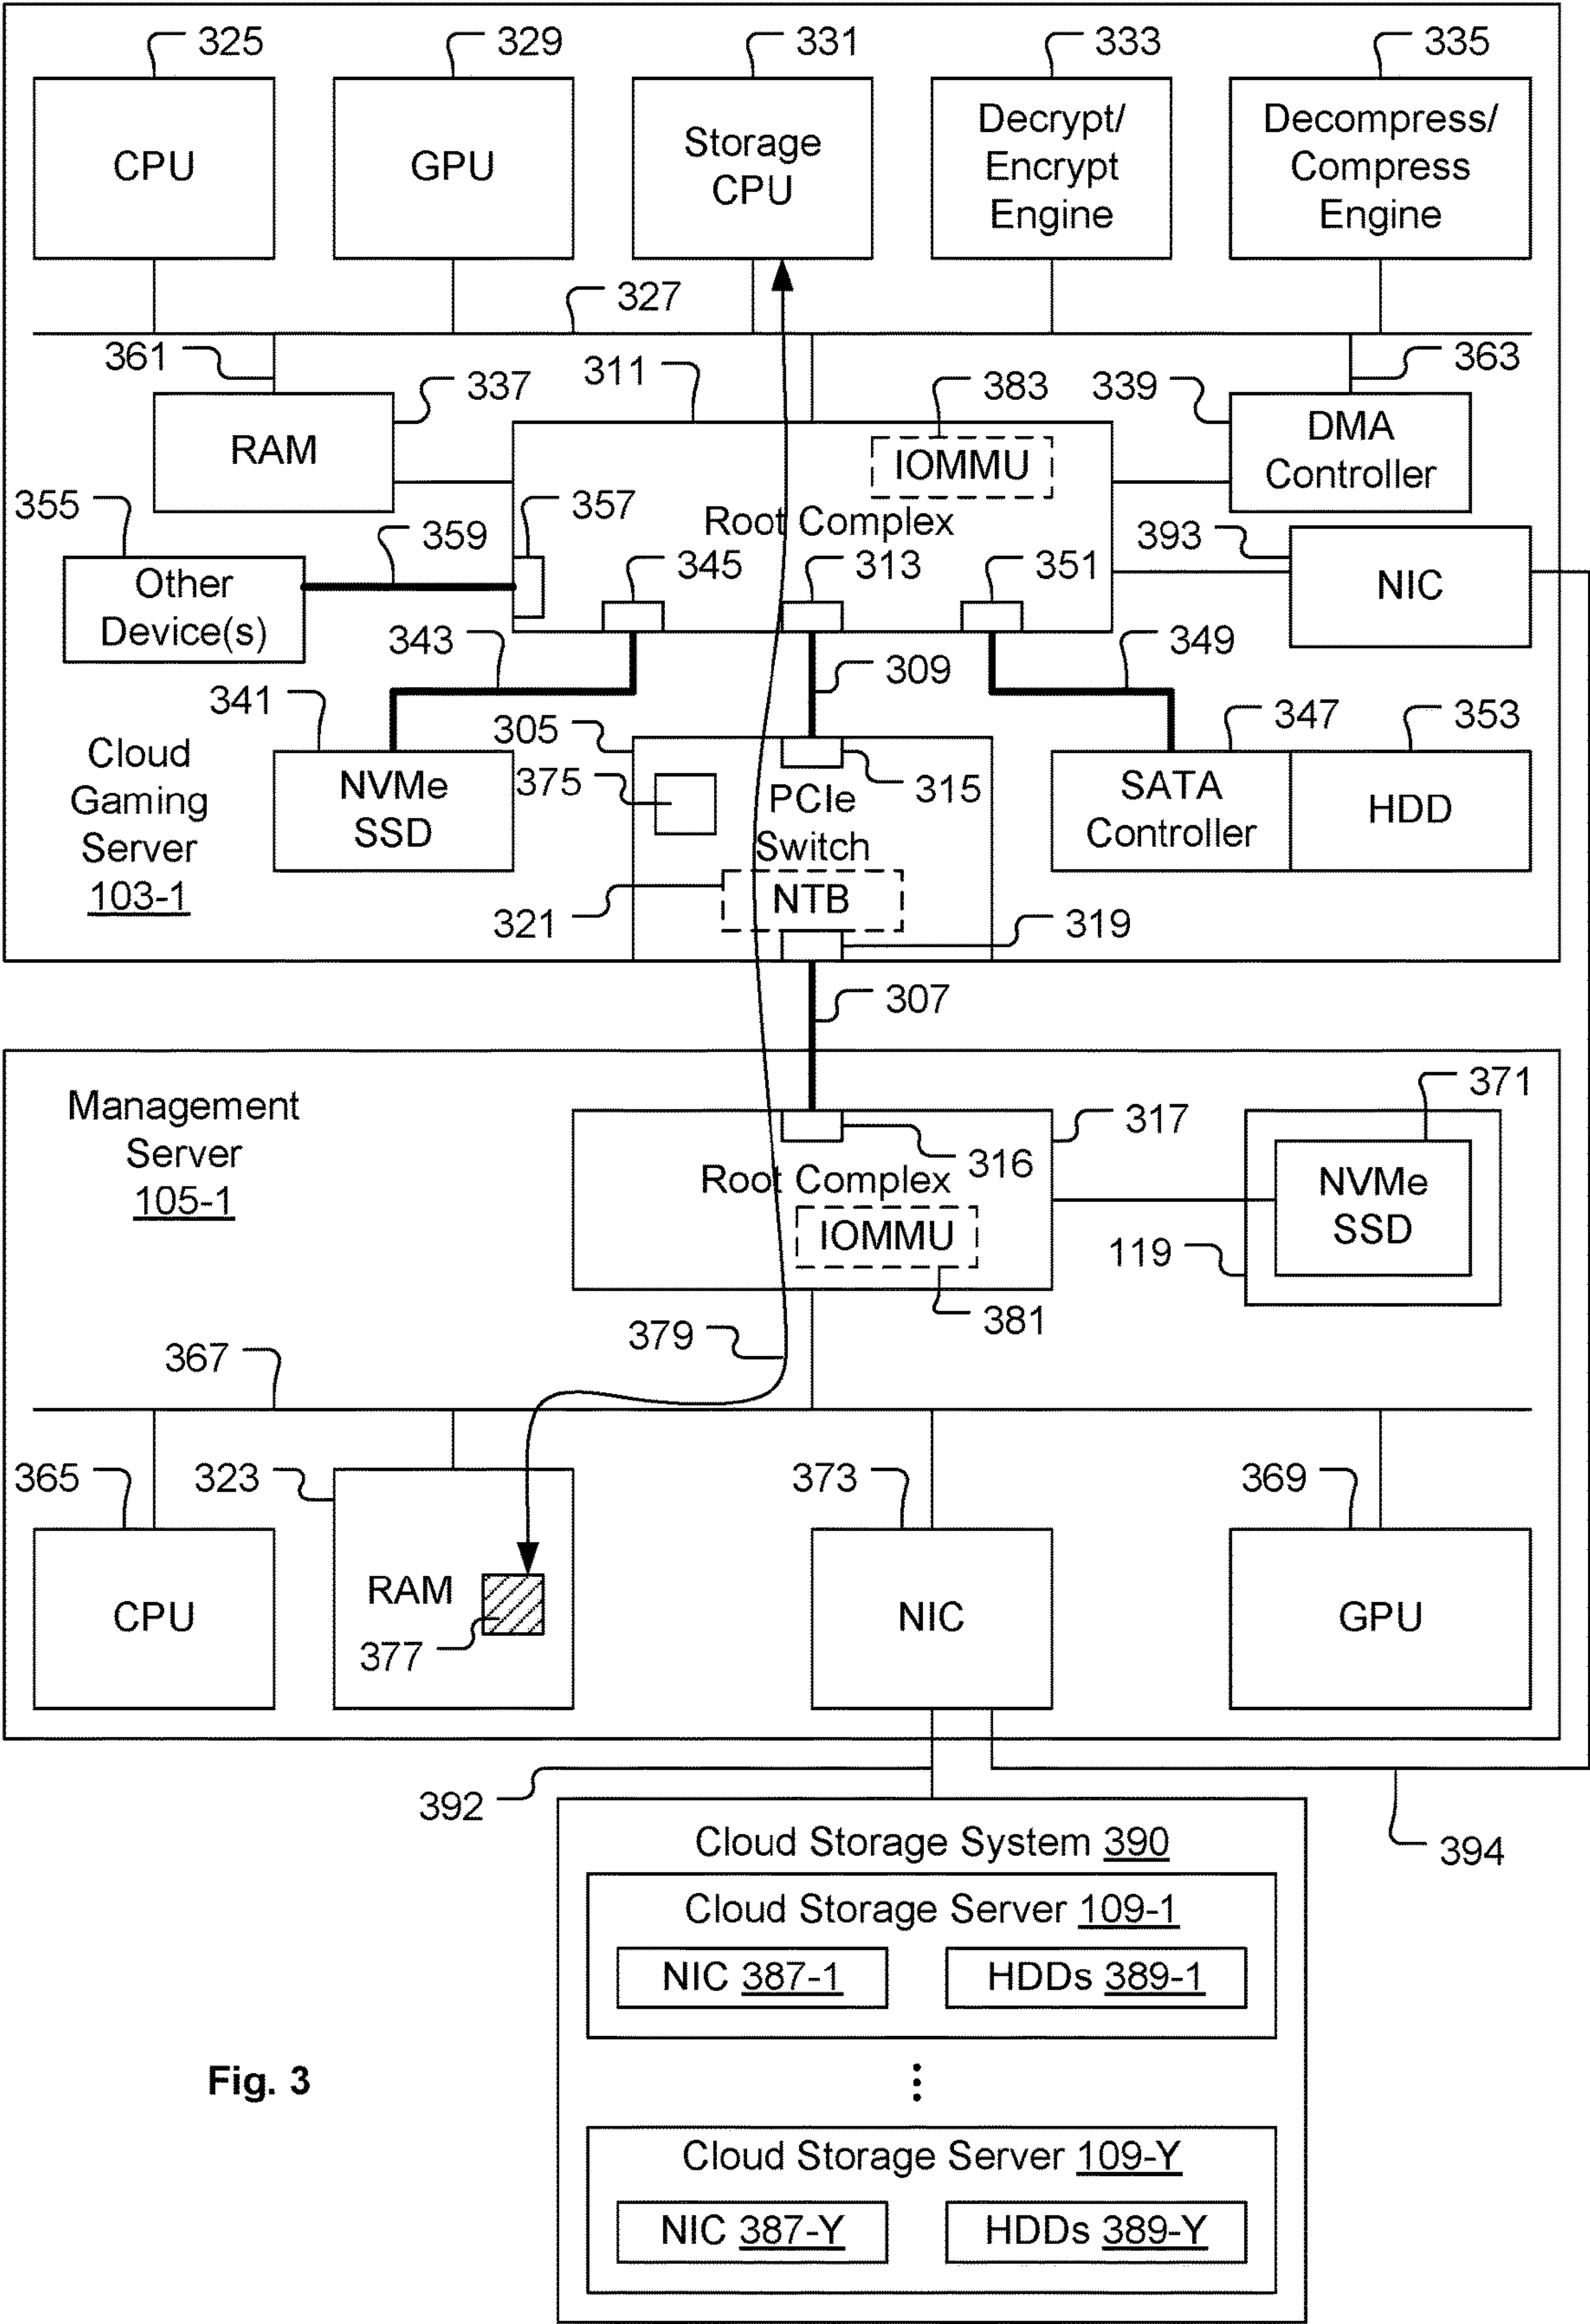 325
329
331
333
335
CPU
GPU
Storage
CPU
Decrypt/
Encrypt
Engine
Decompress/
Compress
Engine
327
361
337
311
383
339
363
RAM
IOMMU
DMA
Controller
Root Complex
355
359
357
345
313
351
393
Other
Device(s)
NIC
343
309
349
341
305
347
353
Cloud
Gaming
Server
103-1
NVMe
SSD
375
315
PCIe
Switch
SATA
Controller
HDD
321
NTB
319
307
Management
Server
105-1
317
371
316
Root Complex
IOMMU
NVMe
SSD
119
381
379
367
365
323
373
369
CPU
RAM
377
NIC
GPU
392
394
Cloud Storage System 390
Cloud Storage Server 109-1
NIC 387-1
HDDs 389-1
Fig. 3
Cloud Storage Server 109-Y
NIC 387-Y
HDDs 389-Y